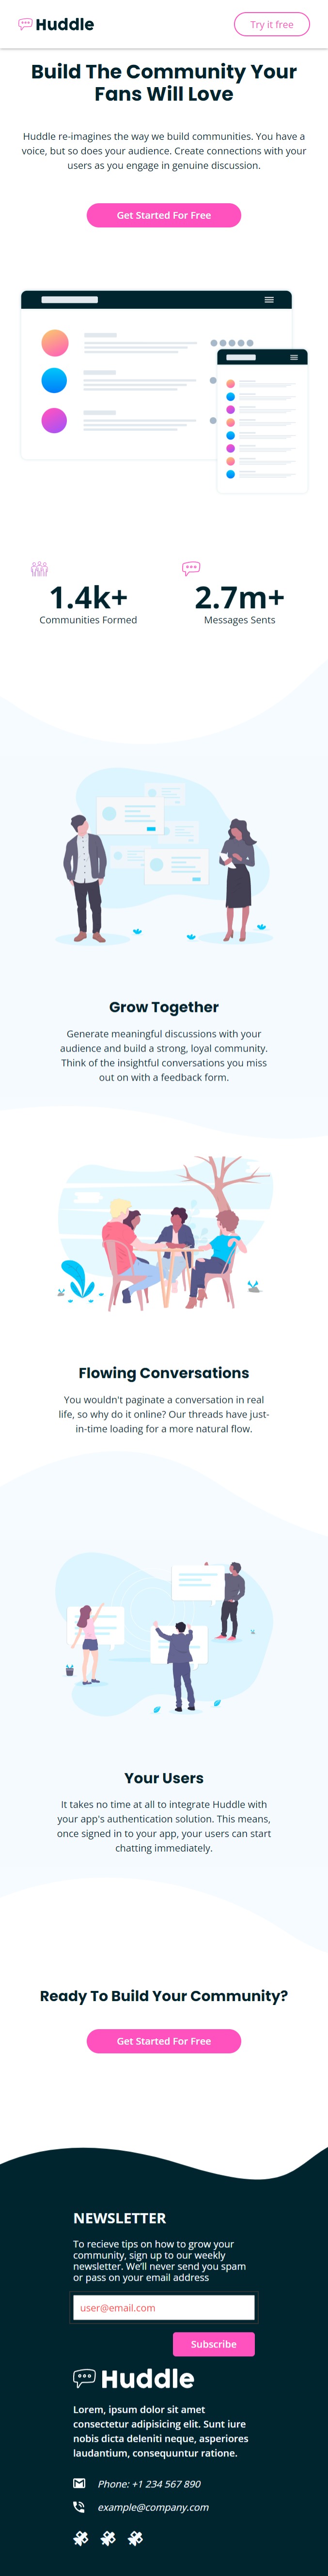 Huddle
Try it free
Build The Community Your
Fans Will Love
Huddle re-imagines the way we build communities. You have a
voice, but so does your audience. Create connections with your
users as you engage in genuine discussion.
Get Started For Free
1.4k+
Communities Formed
2.7m+
Messages Sents
Grow Together
Generate meaningful discussions with your
audience and build a strong, loyal community.
Think of the insightful conversations you miss
out on with a feedback form.
Flowing Conversations
You wouldn't paginate a conversation in real
life, so why do it online? Our threads have just-
in-time loading for a more natural flow.
Your Users
It takes no time at all to integrate Huddle with
your app's authentication solution. This means,
once signed in to your app, your users can start
chatting immediately.
Ready To Build Your Community?
Get Started For Free
NEWSLETTER
To recieve tips on how to grow your
community, sign up to our weekly
newsletter. We'll never send you spam
or pass on your email address
user@email.com
Subscribe
Huddle
Lorem, ipsum dolor sit amet
consectetur adipisicing elit. Sunt iure
nobis dicta deleniti neque, asperiores
laudantium, consequuntur ratione.
Phone: +1 234 567 890
example@company.com